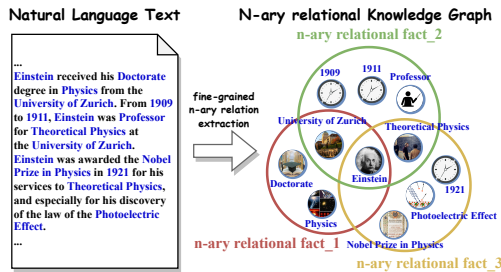 Natural Language Text
...
Einstein received his Doctorate
degree in Physics from the
University of Zurich. From 1909
to 1911, Einstein was Professor
for Theoretical Physics at
the University of Zurich.
Einstein was awarded the Nobel
Prize in Physics in 1921 for his
services to Theoretical Physics,
and especially for his discovery
of the law of the Photoelectric
Effect.
...
fine-grained
n-ary relation
extraction
N-ary relational Knowledge Graph
n-ary relational fact_2
1909
1911
Professor
University of Zurich
Theoretical Physics
Einstein
Doctorate
1921
Physics
Photoelectric Effect
n-ary relational fact_1
Nobel Prize in Physics
n-ary relational fact_3